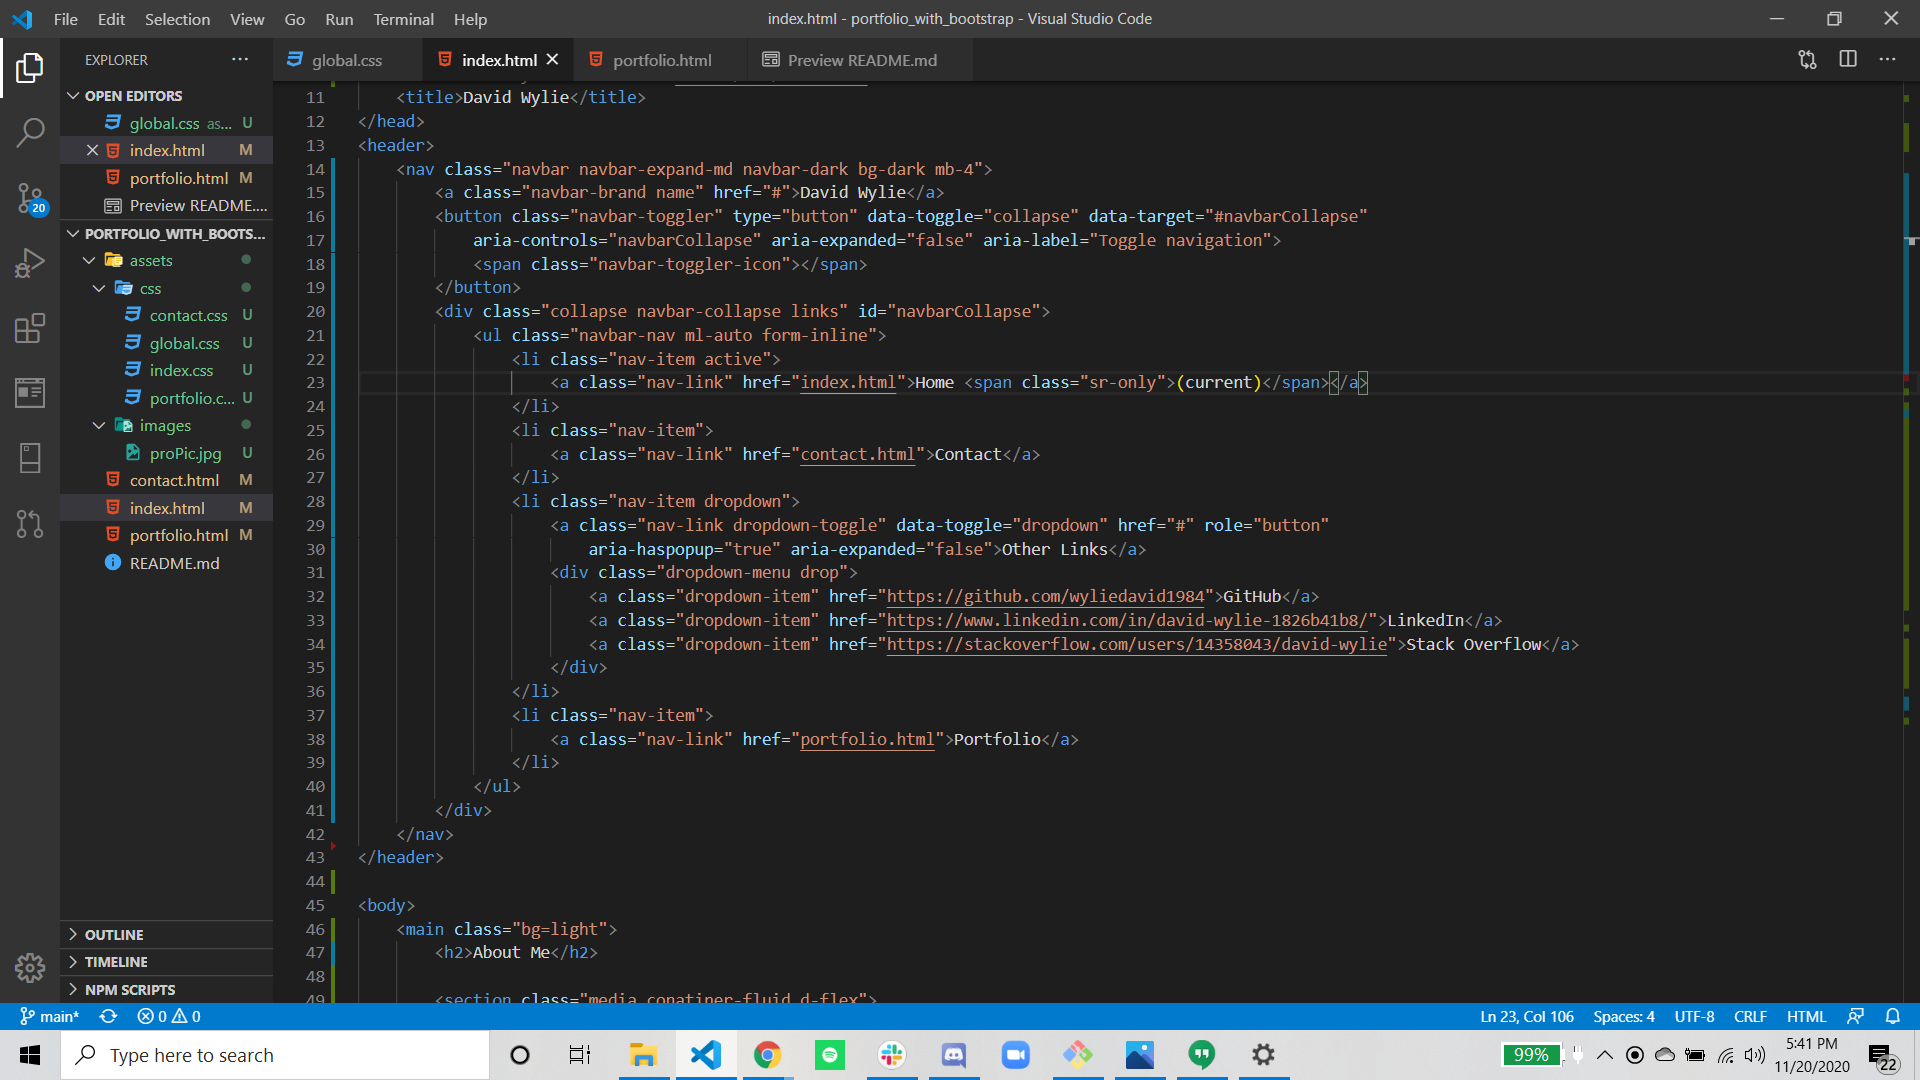 File Edit Selection View Go Run Terminal Help
index.html - portfolio_with_bootstrap - Visual Studio Code
EXPLORER
global.css
index.html
portfolio.html
Preview README.md
OPEN EDITORS
global.css as... U
index.html M
portfolio.html M
Preview README....
PORTFOLIO_WITH_BOOTS...
assets
css
contact.css U
global.css U
index.css U
portfolio.c... U
images
proPic.jpg U
contact.html M
index.html M
portfolio.html M
README.md
OUTLINE
TIMELINE
NPM SCRIPTS
20
11 <title>David Wylie</title>
12 </head>
13 <header>
14 <nav class="navbar navbar-expand-md navbar-dark bg-dark mb-4">
15 <a class="navbar-brand name" href="#">David Wylie</a>
16 <button class="navbar-toggler" type="button" data-toggle="collapse" data-target="#navbarCollapse"
17 aria-controls="navbarCollapse" aria-expanded="false" aria-label="Toggle navigation">
18 <span class="navbar-toggler-icon"></span>
19 </button>
20 <div class="collapse navbar-collapse links" id="navbarCollapse">
21 <ul class="navbar-nav ml-auto form-inline">
22 <li class="nav-item active">
23 <a class="nav-link" href="index.html">Home <span class="sr-only">(current)</span></a>
24 </li>
25 <li class="nav-item">
26 <a class="nav-link" href="contact.html">Contact</a>
27 </li>
28 <li class="nav-item dropdown">
29 <a class="nav-link dropdown-toggle" data-toggle="dropdown" href="#" role="button"
30 aria-haspopup="true" aria-expanded="false">Other Links</a>
31 <div class="dropdown-menu drop">
32 <a class="dropdown-item" href="https://github.com/wyliedavid1984">GitHub</a>
33 <a class="dropdown-item" href="https://www.linkedin.com/in/david-wylie-1826b41b8/">LinkedIn</a>
34 <a class="dropdown-item" href="https://stackoverflow.com/users/14358043/david-wylie">Stack Overflow</a>
35 </div>
36 </li>
37 <li class="nav-item">
38 <a class="nav-link" href="portfolio.html">Portfolio</a>
39 </li>
40 </ul>
41 </div>
42 </nav>
43 </header>
44
45 <body>
46 <main class="bg=light">
47 <h2>About Me</h2>
48
49 <section class="media conatiner-fluid d-flex">
main* 0 0 Ln 23, Col 106 Spaces: 4 UTF-8 CRLF HTML
Type here to search
99%
5:41 PM
11/20/2020
22